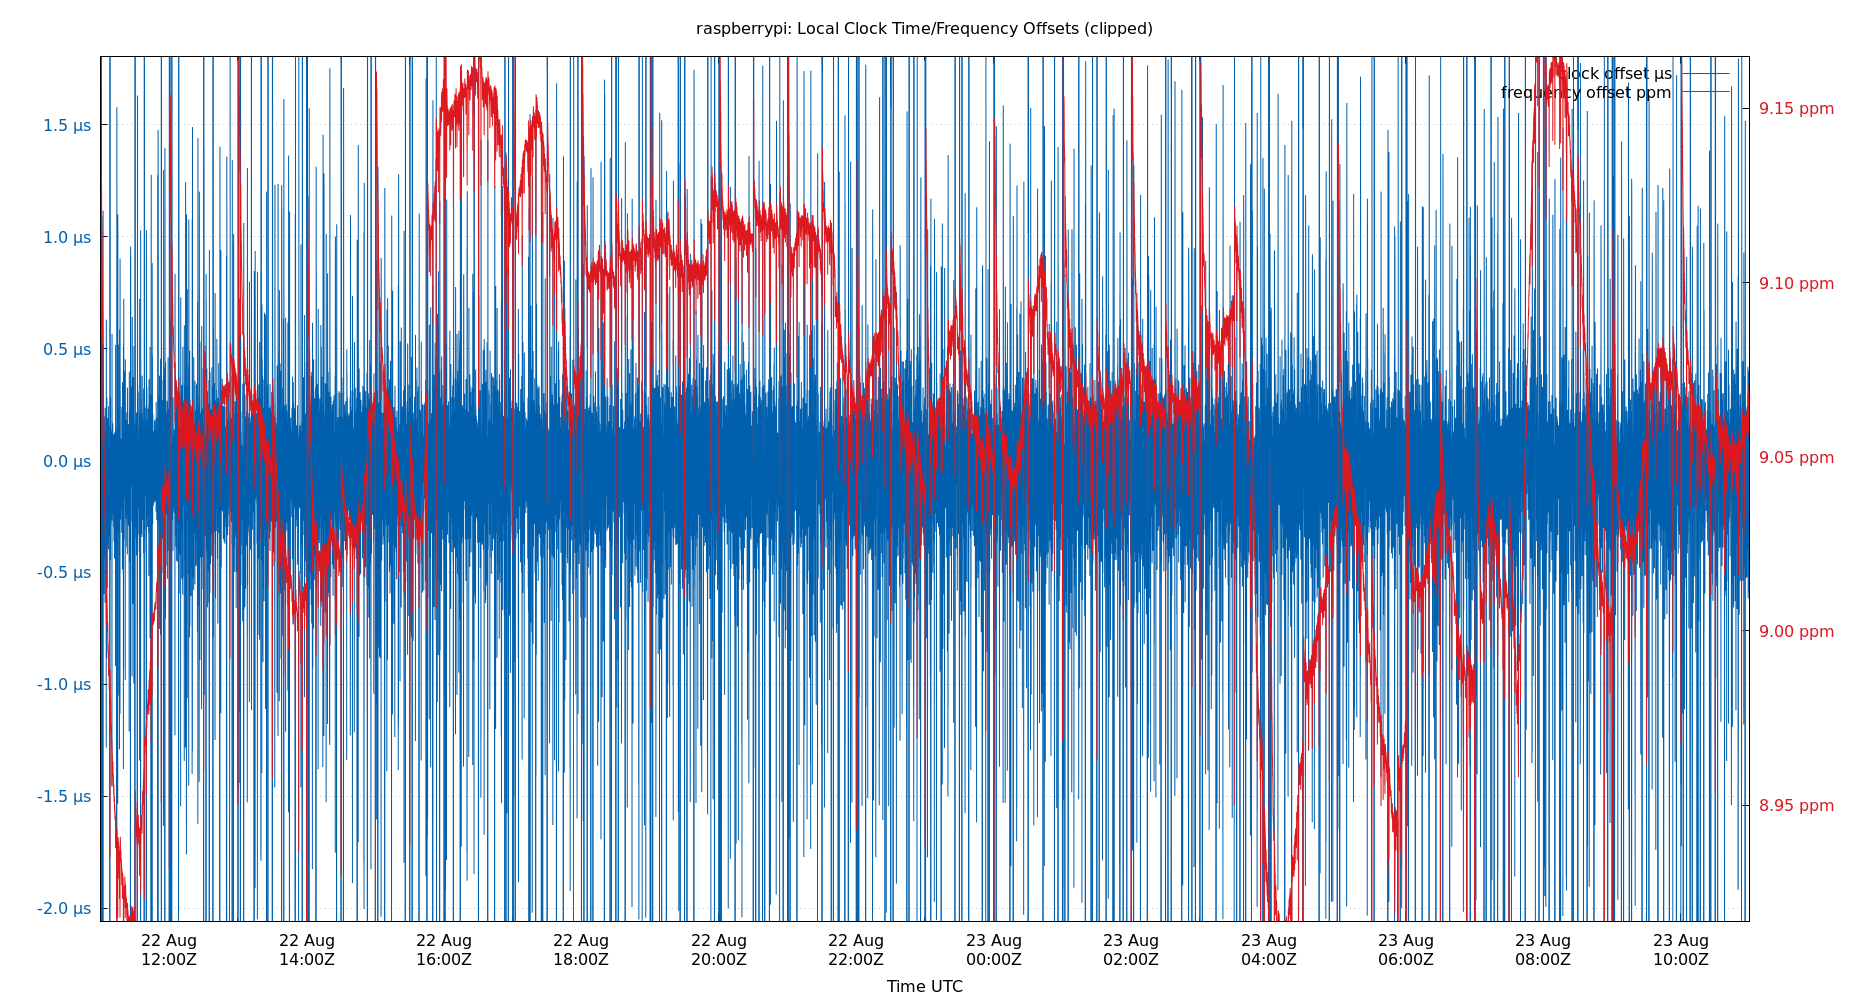 raspberrypi: Local Clock Time/Frequency Offsets (clipped)
clock offset µs
frequency offset ppm
1.5 µs
1.0 µs
0.5 µs
0.0 µs
-0.5 µs
-1.0 µs
-1.5 µs
-2.0 µs
9.15 ppm
9.10 ppm
9.05 ppm
9.00 ppm
8.95 ppm
22 Aug 22 Aug 22 Aug 22 Aug 22 Aug 22 Aug 23 Aug 23 Aug 23 Aug 23 Aug 23 Aug 23 Aug
12:00Z 14:00Z 16:00Z 18:00Z 20:00Z 22:00Z 00:00Z 02:00Z 04:00Z 06:00Z 08:00Z 10:00Z
Time UTC